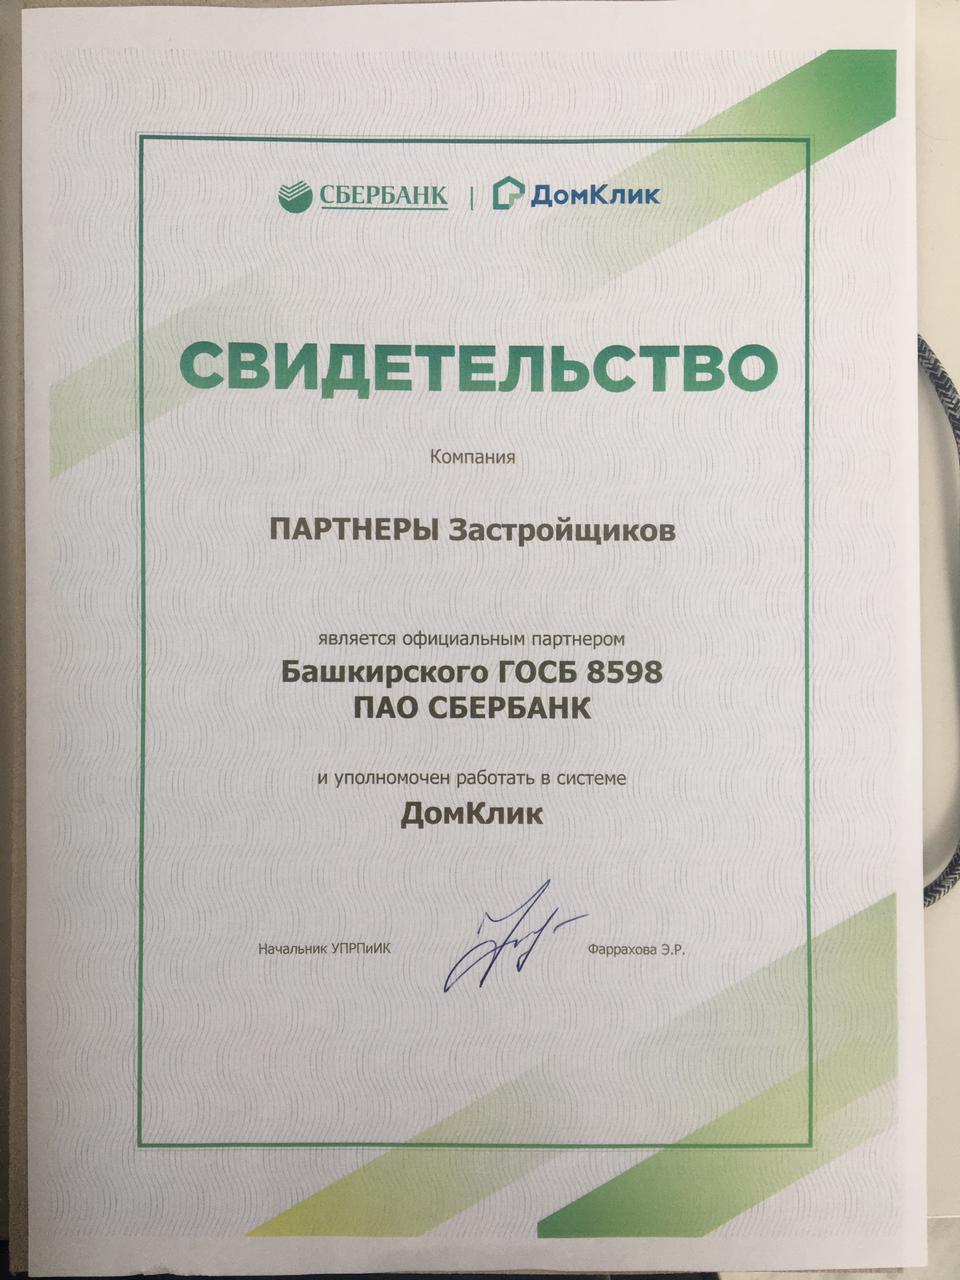 СБЕРБАНК | ДомКлик
СВИДЕТЕЛЬСТВО
Компания
ПАРТНЕРЫ Застройщиков
является официальным партнером
Башкирского ГОСБ 8598
ПАО СБЕРБАНК
и уполномочен работать в системе
ДомКлик
Начальник УПРПиИК Фаррахова Э.Р.